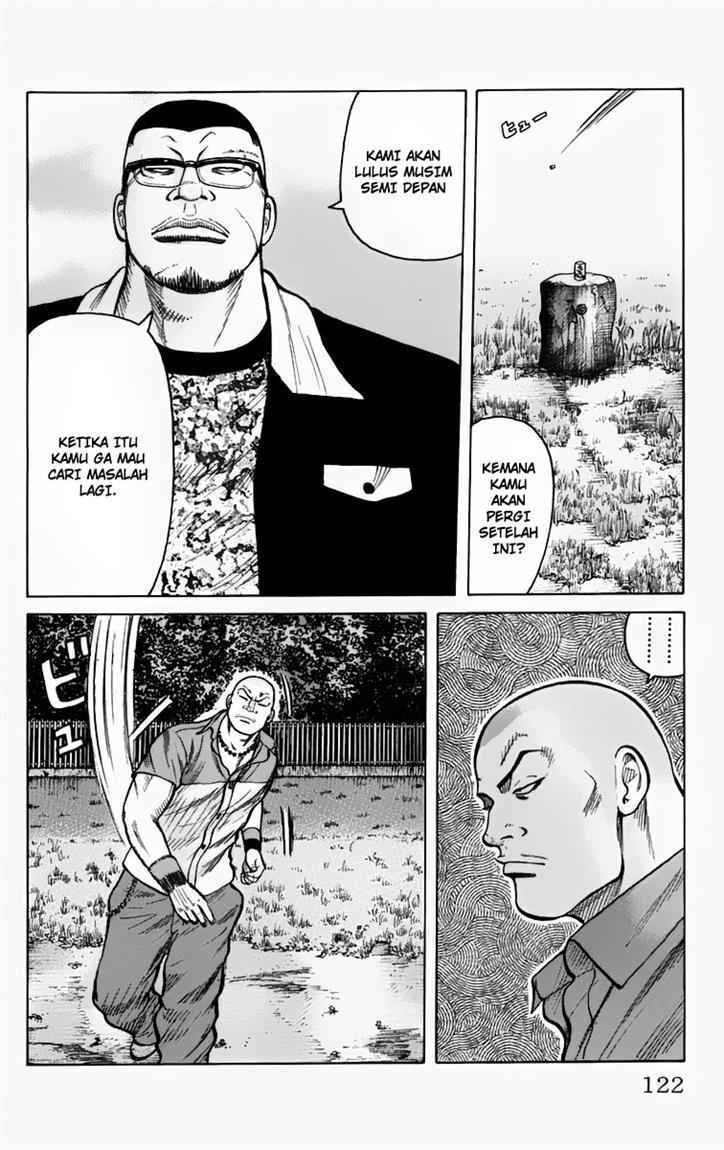 ヒュー
KEMANA
KAMU
AKAN
PERGI
SETELAH
INI?
KAMI AKAN
LULUS MUSIM
SEMI DEPAN
KETIKA ITU
KAMU GA MAU
CARI MASALAH
LAGI.
.......
.......
ビュ
122